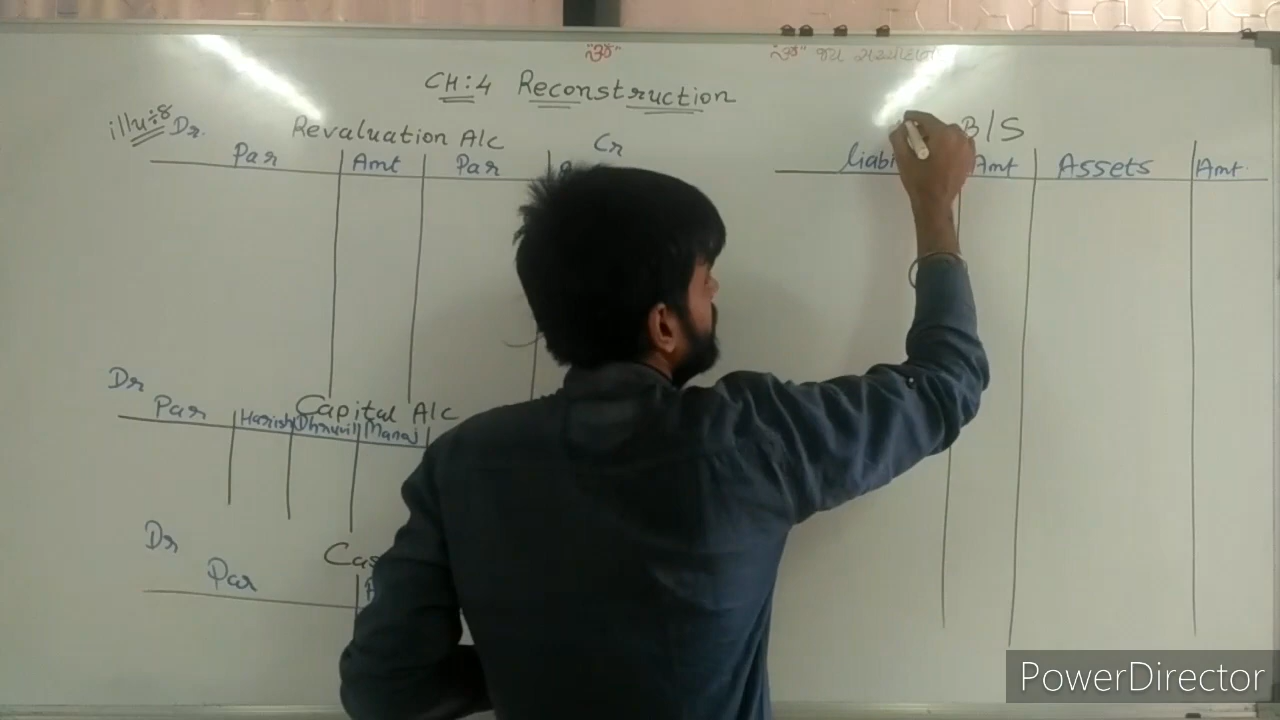 CH:4 Reconstruction
illu:8
Dr. Revaluation A/c Cr
Par Amt Par
B/S
Amt Assets Amt.
Dr Capital A/c
Par Harish Dhruvil Manoj
Dr
Par
PowerDirector